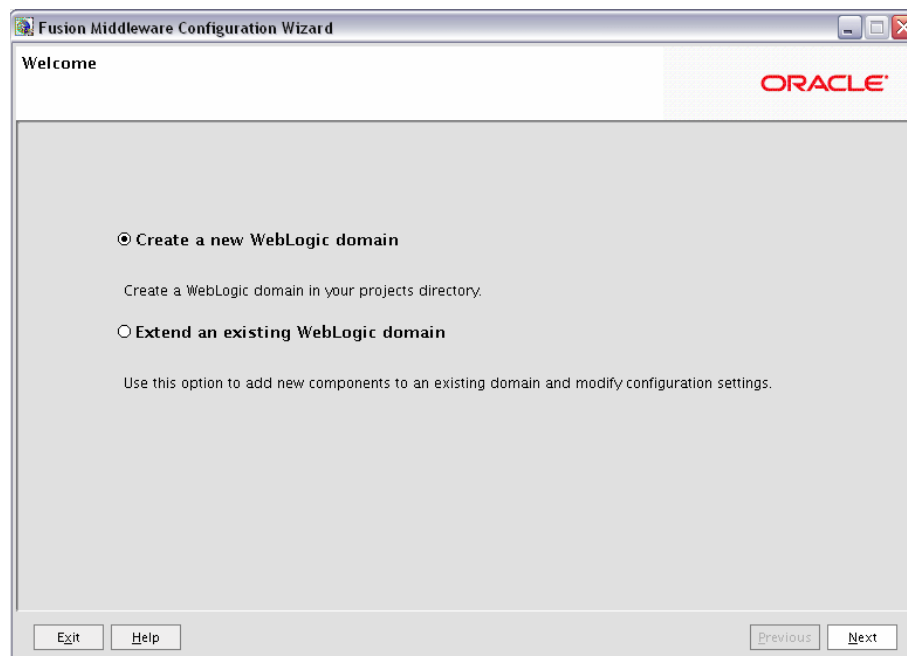 Fusion Middleware Configuration Wizard
Welcome
ORACLE
Create a new WebLogic domain
Create a WebLogic domain in your projects directory.
Extend an existing WebLogic domain
Use this option to add new components to an existing domain and modify configuration settings.
Exit Help Previous Next